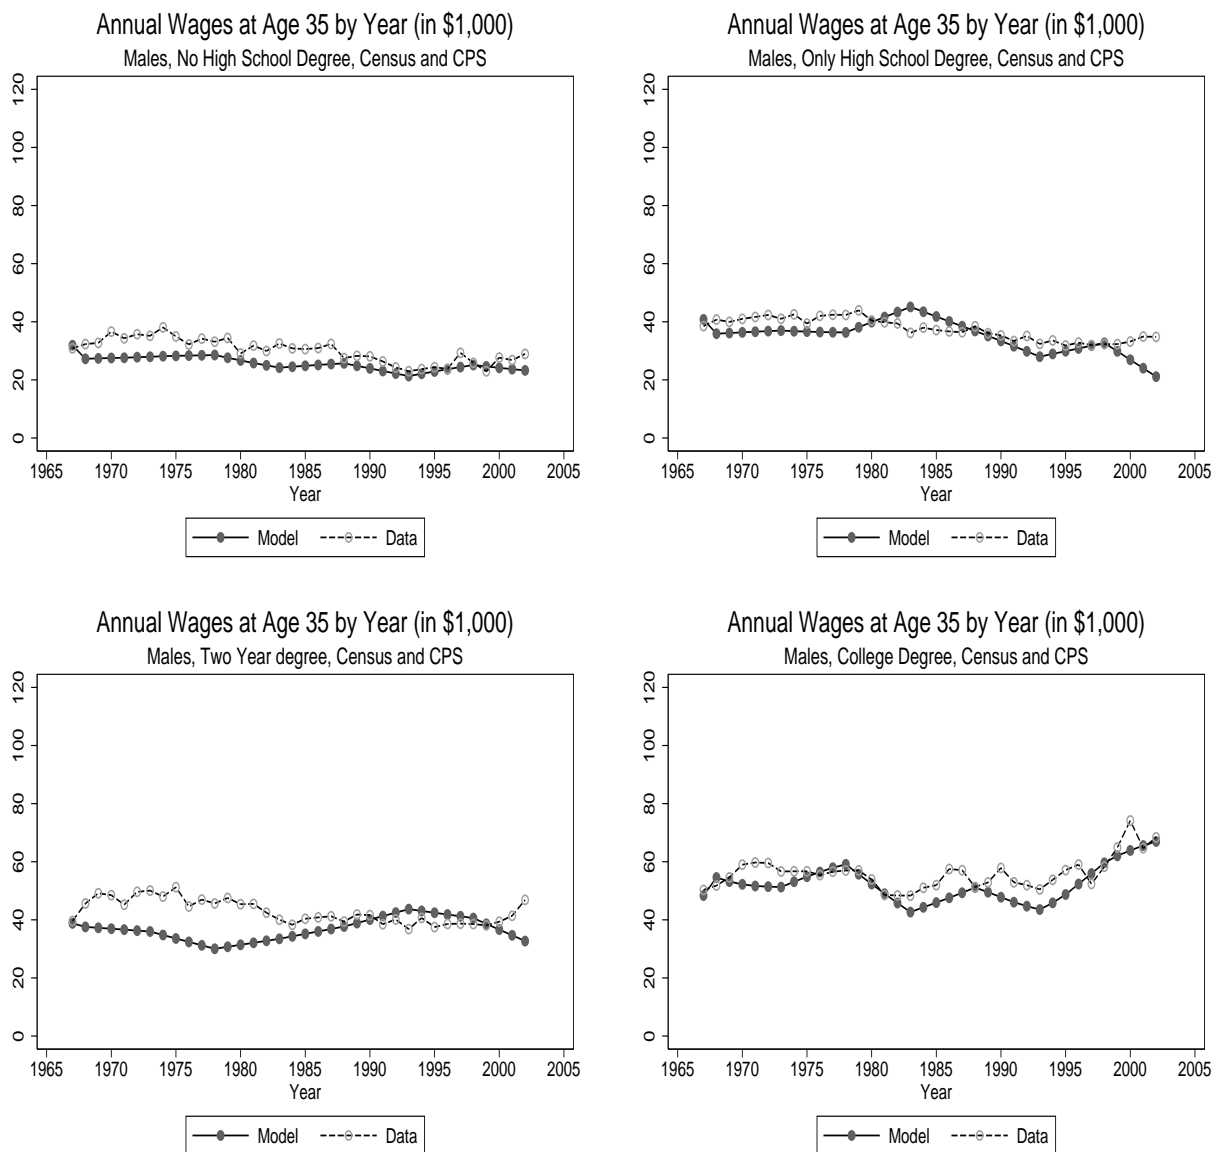 Annual Wages at Age 35 by Year (in $1,000)
Males, No High School Degree, Census and CPS
120
100
80
60
40
20
0
1965 1970 1975 1980 1985 1990 1995 2000 2005
Year
Model Data
Annual Wages at Age 35 by Year (in $1,000)
Males, Only High School Degree, Census and CPS
120
100
80
60
40
20
0
1965 1970 1975 1980 1985 1990 1995 2000 2005
Year
Model Data
Annual Wages at Age 35 by Year (in $1,000)
Males, Two Year degree, Census and CPS
120
100
80
60
40
20
0
1965 1970 1975 1980 1985 1990 1995 2000 2005
Year
Model Data
Annual Wages at Age 35 by Year (in $1,000)
Males, College Degree, Census and CPS
120
100
80
60
40
20
0
1965 1970 1975 1980 1985 1990 1995 2000 2005
Year
Model Data